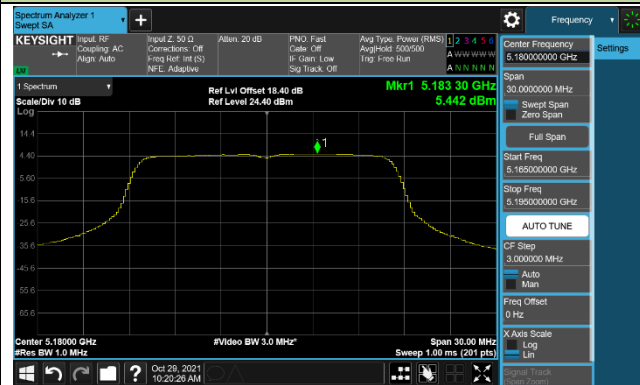 Spectrum Analyzer 1
Swept SA
Frequency
KEYSIGHT
Input: RF
Coupling: AC
Align: Auto
Input Z: 50 Ω
Corrections: Off
Freq Ref: Int (S)
NFE: Adaptive
Atten: 20 dB
PNO: Fast
Gate: Off
IF Gain: Low
Sig Track: Off
Avg Type: Power (RMS)
Avg|Hold: 500/500
Trig: Free Run
1 2 3 4 5 6
A W W W W W
A N N N N N
LXI
1 Spectrum
Scale/Div 10 dB
Log
Ref Lvl Offset 18.40 dB
Ref Level 24.40 dBm
Mkr1 5.183 30 GHz
5.442 dBm
14.4
4.40
-5.60
-15.6
-25.6
-35.6
-45.6
-55.6
-65.6
1
Center 5.18000 GHz
#Res BW 1.0 MHz
#Video BW 3.0 MHz*
Span 30.00 MHz
Sweep 1.00 ms (201 pts)
Oct 29, 2021
10:20:26 AM
?
Center Frequency
5.180000000 GHz
Settings
Span
30.0000000 MHz
Swept Span
Zero Span
Full Span
Start Freq
5.165000000 GHz
Stop Freq
5.195000000 GHz
AUTO TUNE
CF Step
3.000000 MHz
Auto
Man
Freq Offset
0 Hz
X Axis Scale
Log
Lin
Signal Track
(Span Zoom)